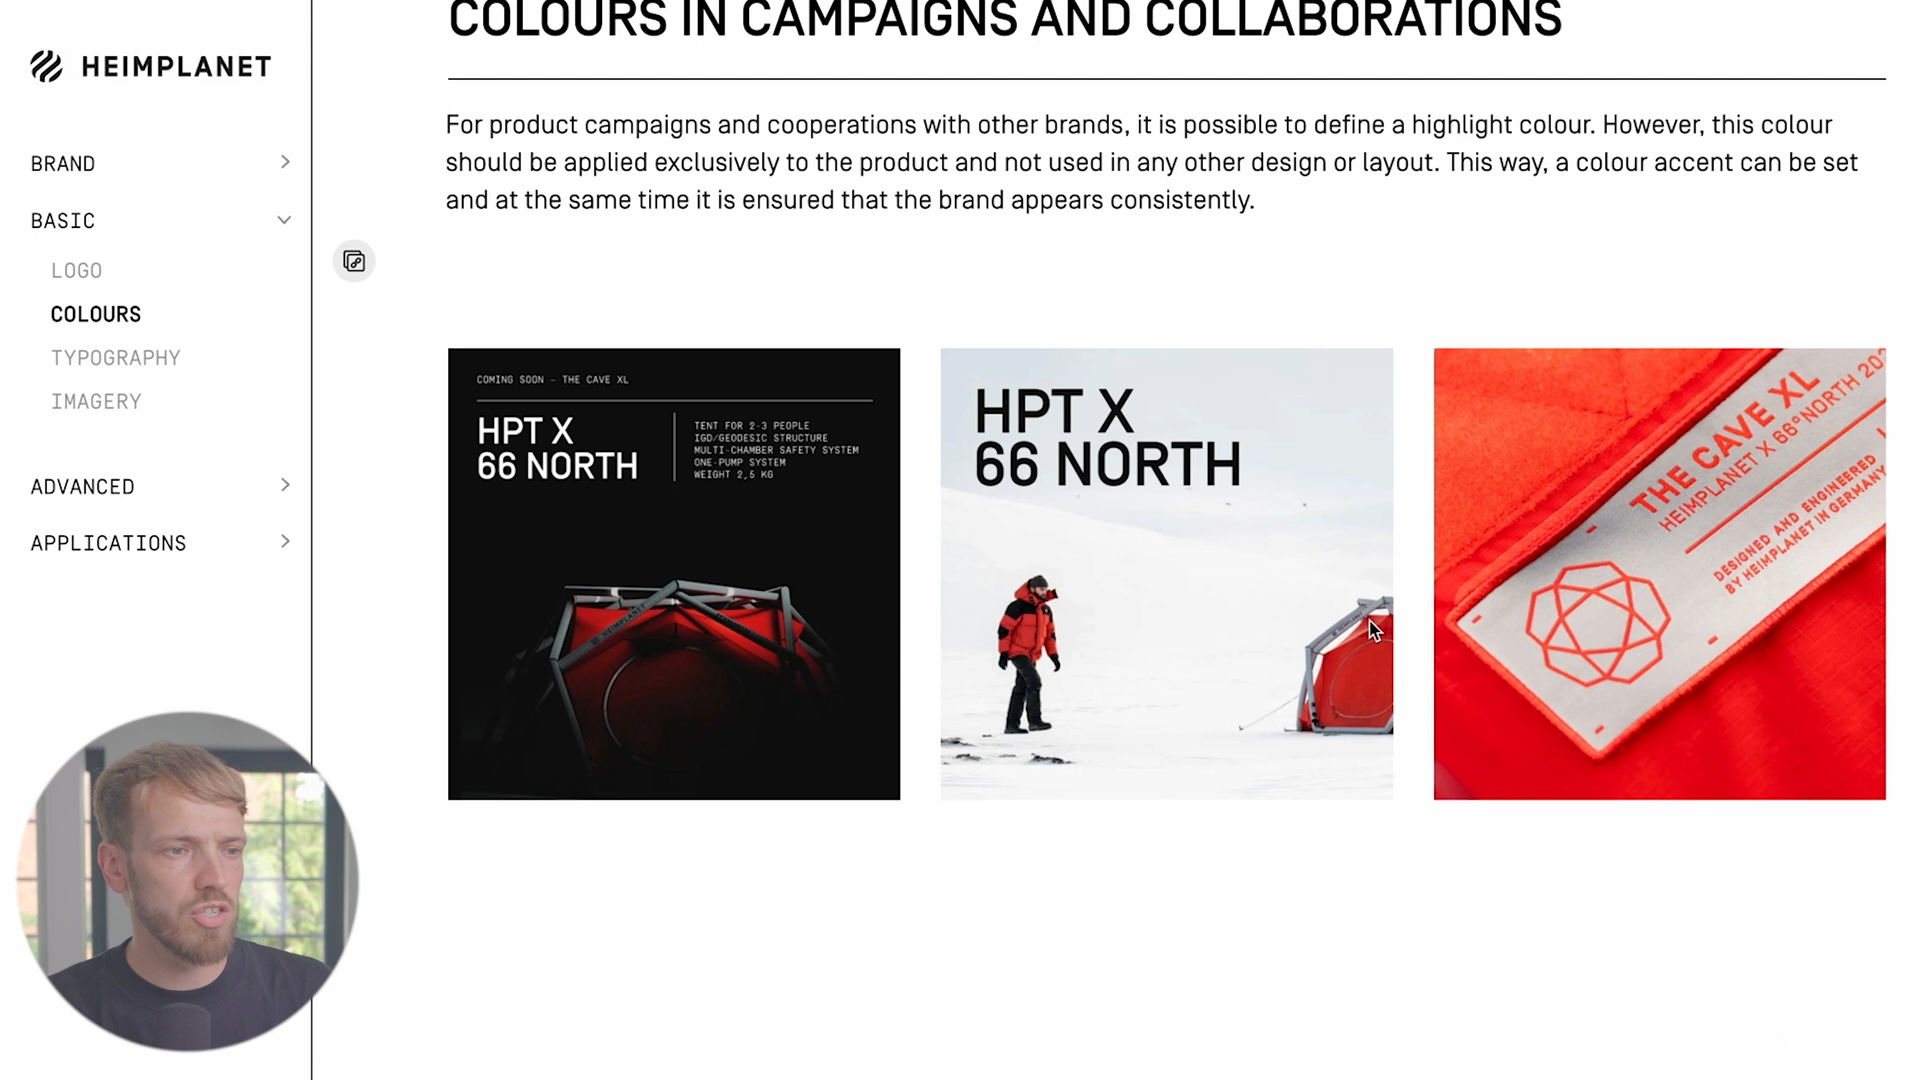 COLOURS IN CAMPAIGNS AND COLLABORATIONS
HEIMPLANET
For product campaigns and cooperations with other brands, it is possible to define a highlight colour. However, this colour
should be applied exclusively to the product and not used in any other design or layout. This way, a colour accent can be set
and at the same time it is ensured that the brand appears consistently.
BRAND
BASIC
LOGO
COLOURS
TYPOGRAPHY
IMAGERY
ADVANCED
APPLICATIONS
COMING SOON – THE CAVE XL
HPT X
66 NORTH
TENT FOR 2-3 PEOPLE
IGD/GEODESIC STRUCTURE
MULTI-CHAMBER SAFETY SYSTEM
ONE-PUMP SYSTEM
WEIGHT 2,5 KG
HEIMPLANET
HPT X
66 NORTH
THE CAVE XL
HEIMPLANET X 66°NORTH 202
DESIGNED AND ENGINEERED
BY HEIMPLANET IN GERMANY